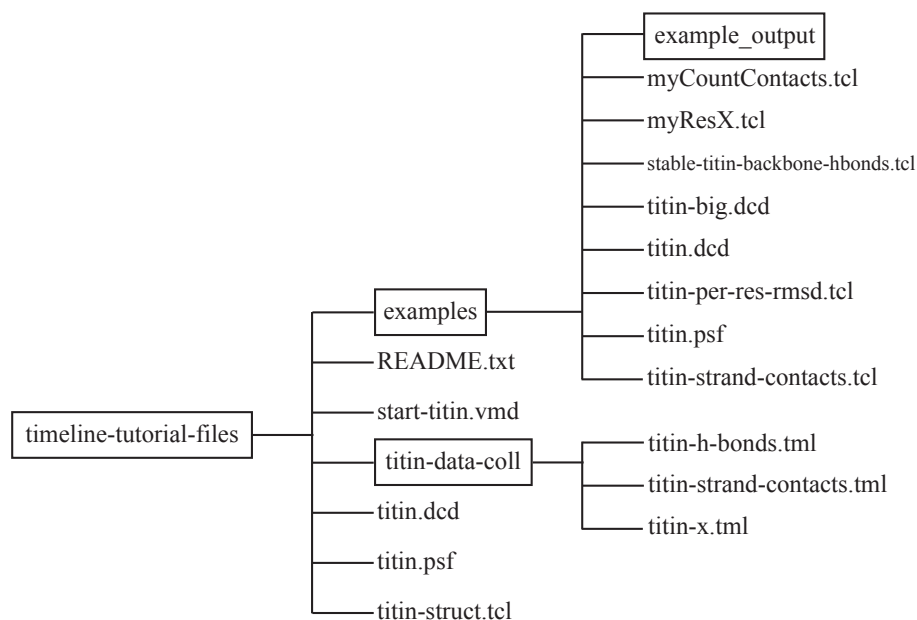 example_output
myCountContacts.tcl
myResX.tcl
stable-titin-backbone-hbonds.tcl
titin-big.dcd
titin.dcd
titin-per-res-rmsd.tcl
titin.psf
titin-strand-contacts.tcl
examples
README.txt
start-titin.vmd
timeline-tutorial-files
titin-data-coll
titin.dcd
titin.psf
titin-struct.tcl
titin-h-bonds.tml
titin-strand-contacts.tml
titin-x.tml